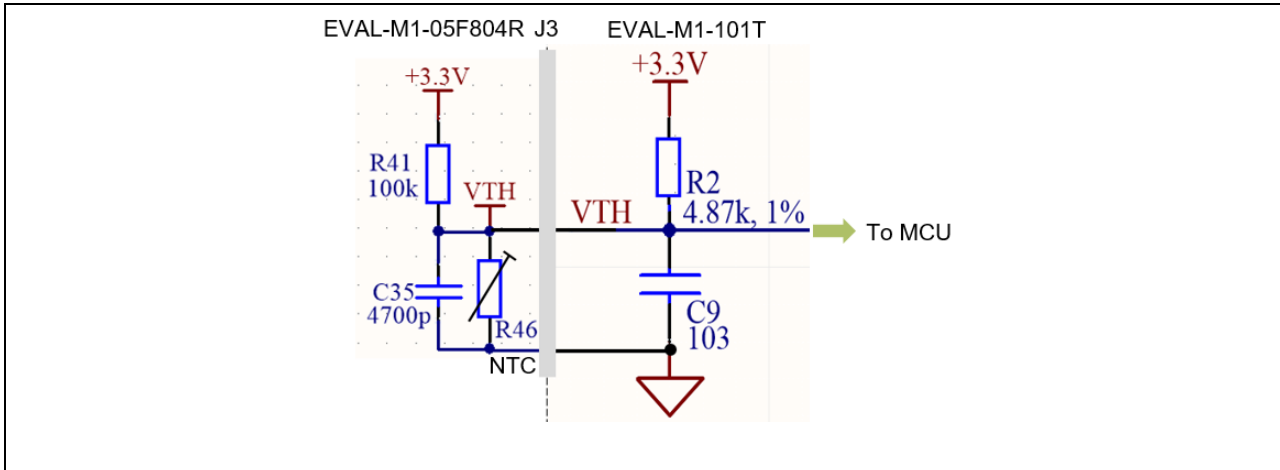 EVAL-M1-05F804R J3
EVAL-M1-101T
+3.3V
+3.3V
R41
100k
VTH
VTH
R2
4.87k, 1%
To MCU
C35
4700p
R46
NTC
C9
103